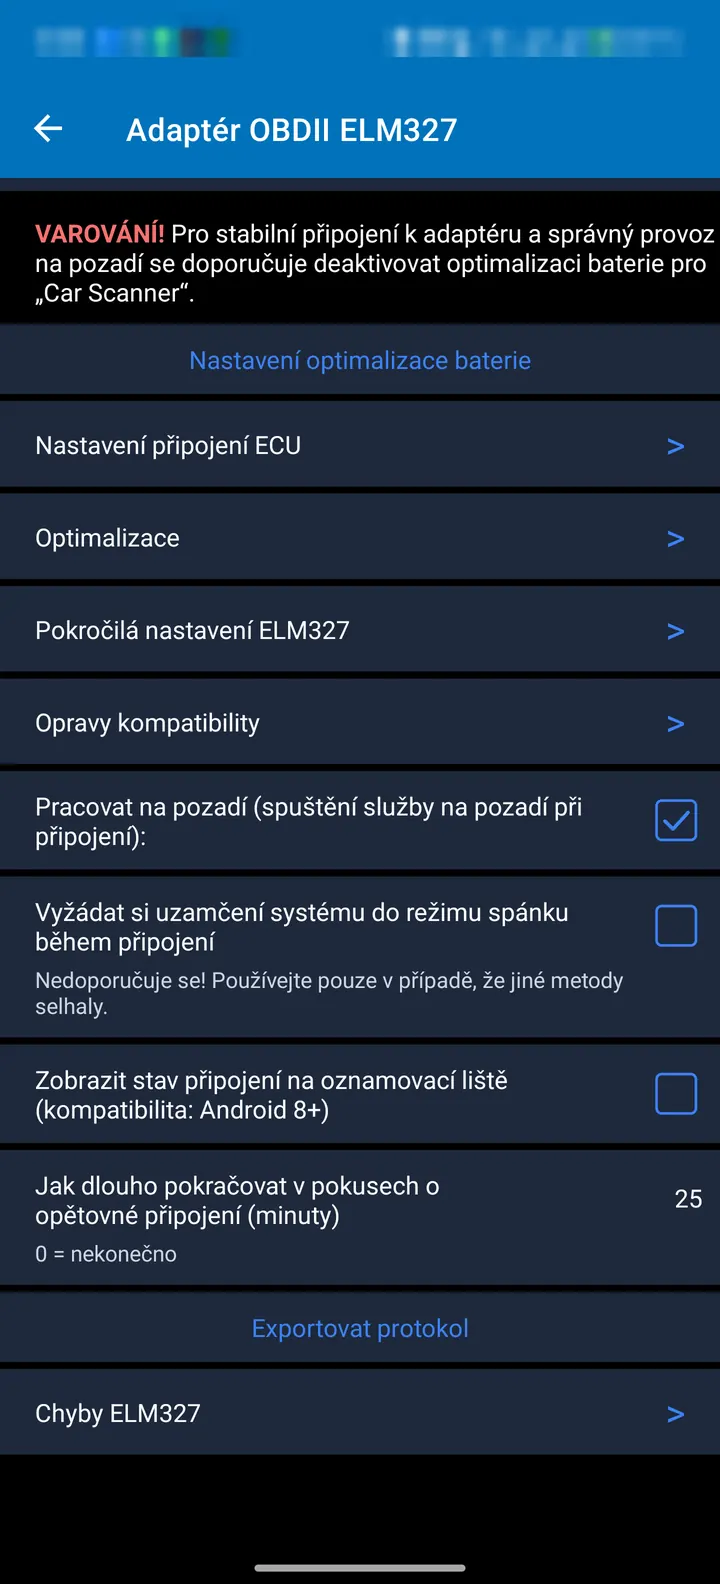 Adaptér OBDII ELM327
VAROVÁNÍ! Pro stabilní připojení k adaptéru a správný provoz
na pozadí se doporučuje deaktivovat optimalizaci baterie pro
„Car Scanner“.
Nastavení optimalizace baterie
Nastavení připojení ECU >
Optimalizace >
Pokročilá nastavení ELM327 >
Opravy kompatibility >
Pracovat na pozadí (spuštění služby na pozadí při
připojení):
Vyžádat si uzamčení systému do režimu spánku
během připojení
Nedoporučuje se! Používejte pouze v případě, že jiné metody
selhaly.
Zobrazit stav připojení na oznamovací liště
(kompatibilita: Android 8+)
Jak dlouho pokračovat v pokusech o
opětovné připojení (minuty)
25
0 = nekonečno
Exportovat protokol
Chyby ELM327 >